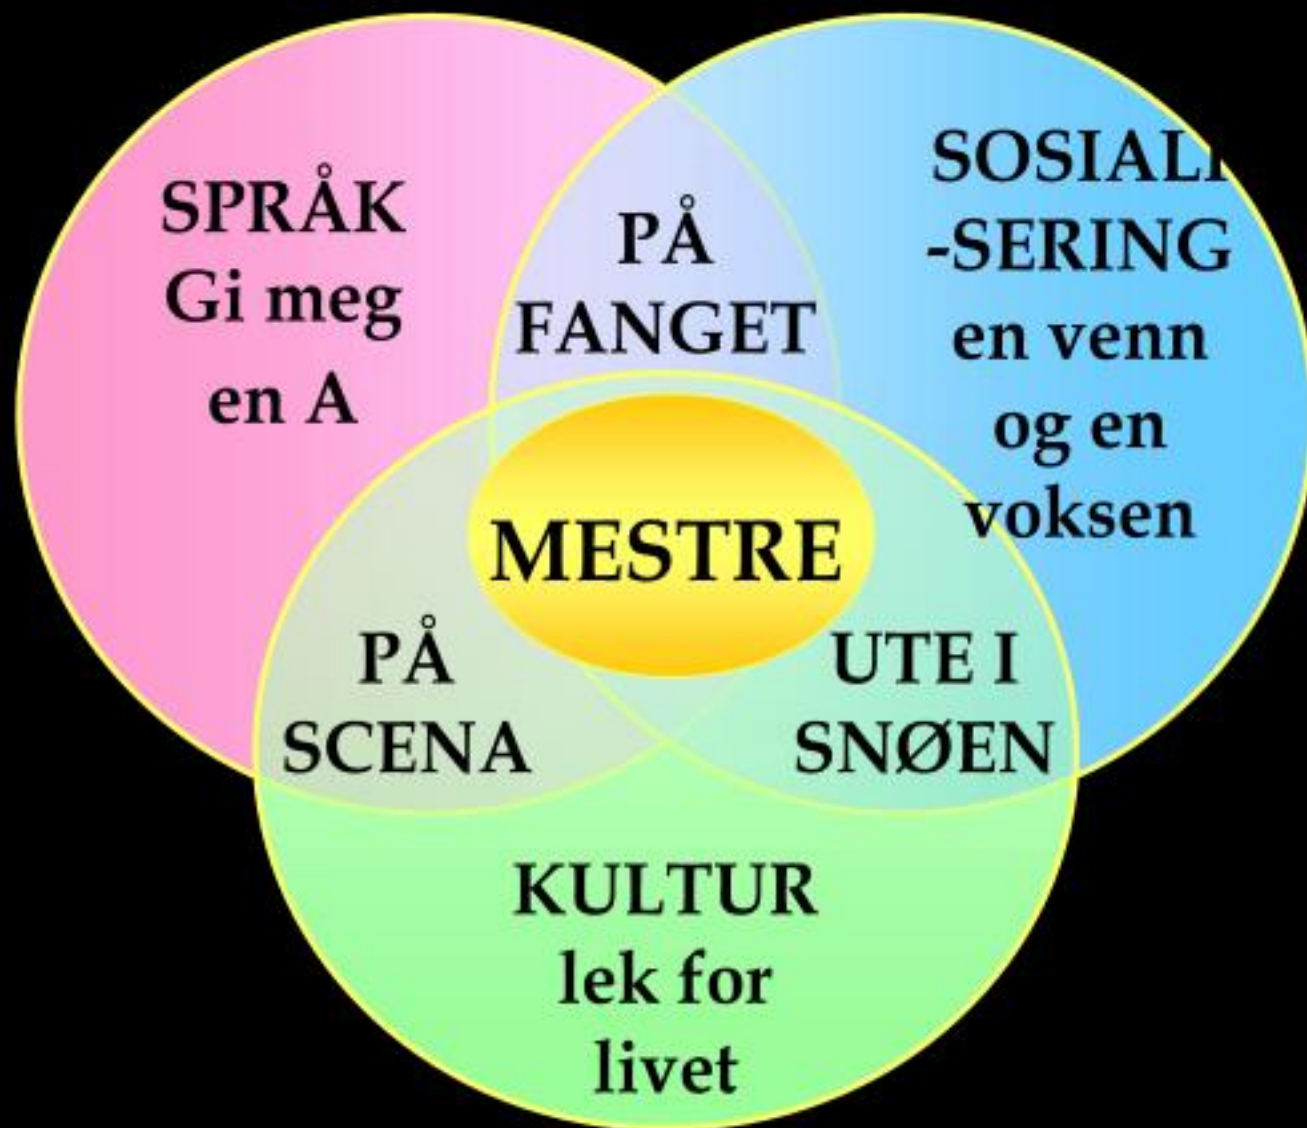 SPRÅK
Gi meg
en A
PÅ
FANGET
SOSIALI
-SERING
en venn
og en
voksen
MESTRE
PÅ
SCENA
UTE I
SNØEN
KULTUR
lek for
livet